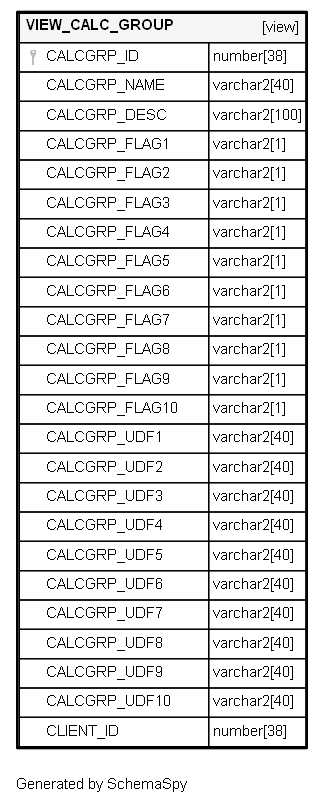 VIEW_CALC_GROUP [view]
CALCGRP_ID number[38]
CALCGRP_NAME varchar2[40]
CALCGRP_DESC varchar2[100]
CALCGRP_FLAG1 varchar2[1]
CALCGRP_FLAG2 varchar2[1]
CALCGRP_FLAG3 varchar2[1]
CALCGRP_FLAG4 varchar2[1]
CALCGRP_FLAG5 varchar2[1]
CALCGRP_FLAG6 varchar2[1]
CALCGRP_FLAG7 varchar2[1]
CALCGRP_FLAG8 varchar2[1]
CALCGRP_FLAG9 varchar2[1]
CALCGRP_FLAG10 varchar2[1]
CALCGRP_UDF1 varchar2[40]
CALCGRP_UDF2 varchar2[40]
CALCGRP_UDF3 varchar2[40]
CALCGRP_UDF4 varchar2[40]
CALCGRP_UDF5 varchar2[40]
CALCGRP_UDF6 varchar2[40]
CALCGRP_UDF7 varchar2[40]
CALCGRP_UDF8 varchar2[40]
CALCGRP_UDF9 varchar2[40]
CALCGRP_UDF10 varchar2[40]
CLIENT_ID number[38]
Generated by SchemaSpy